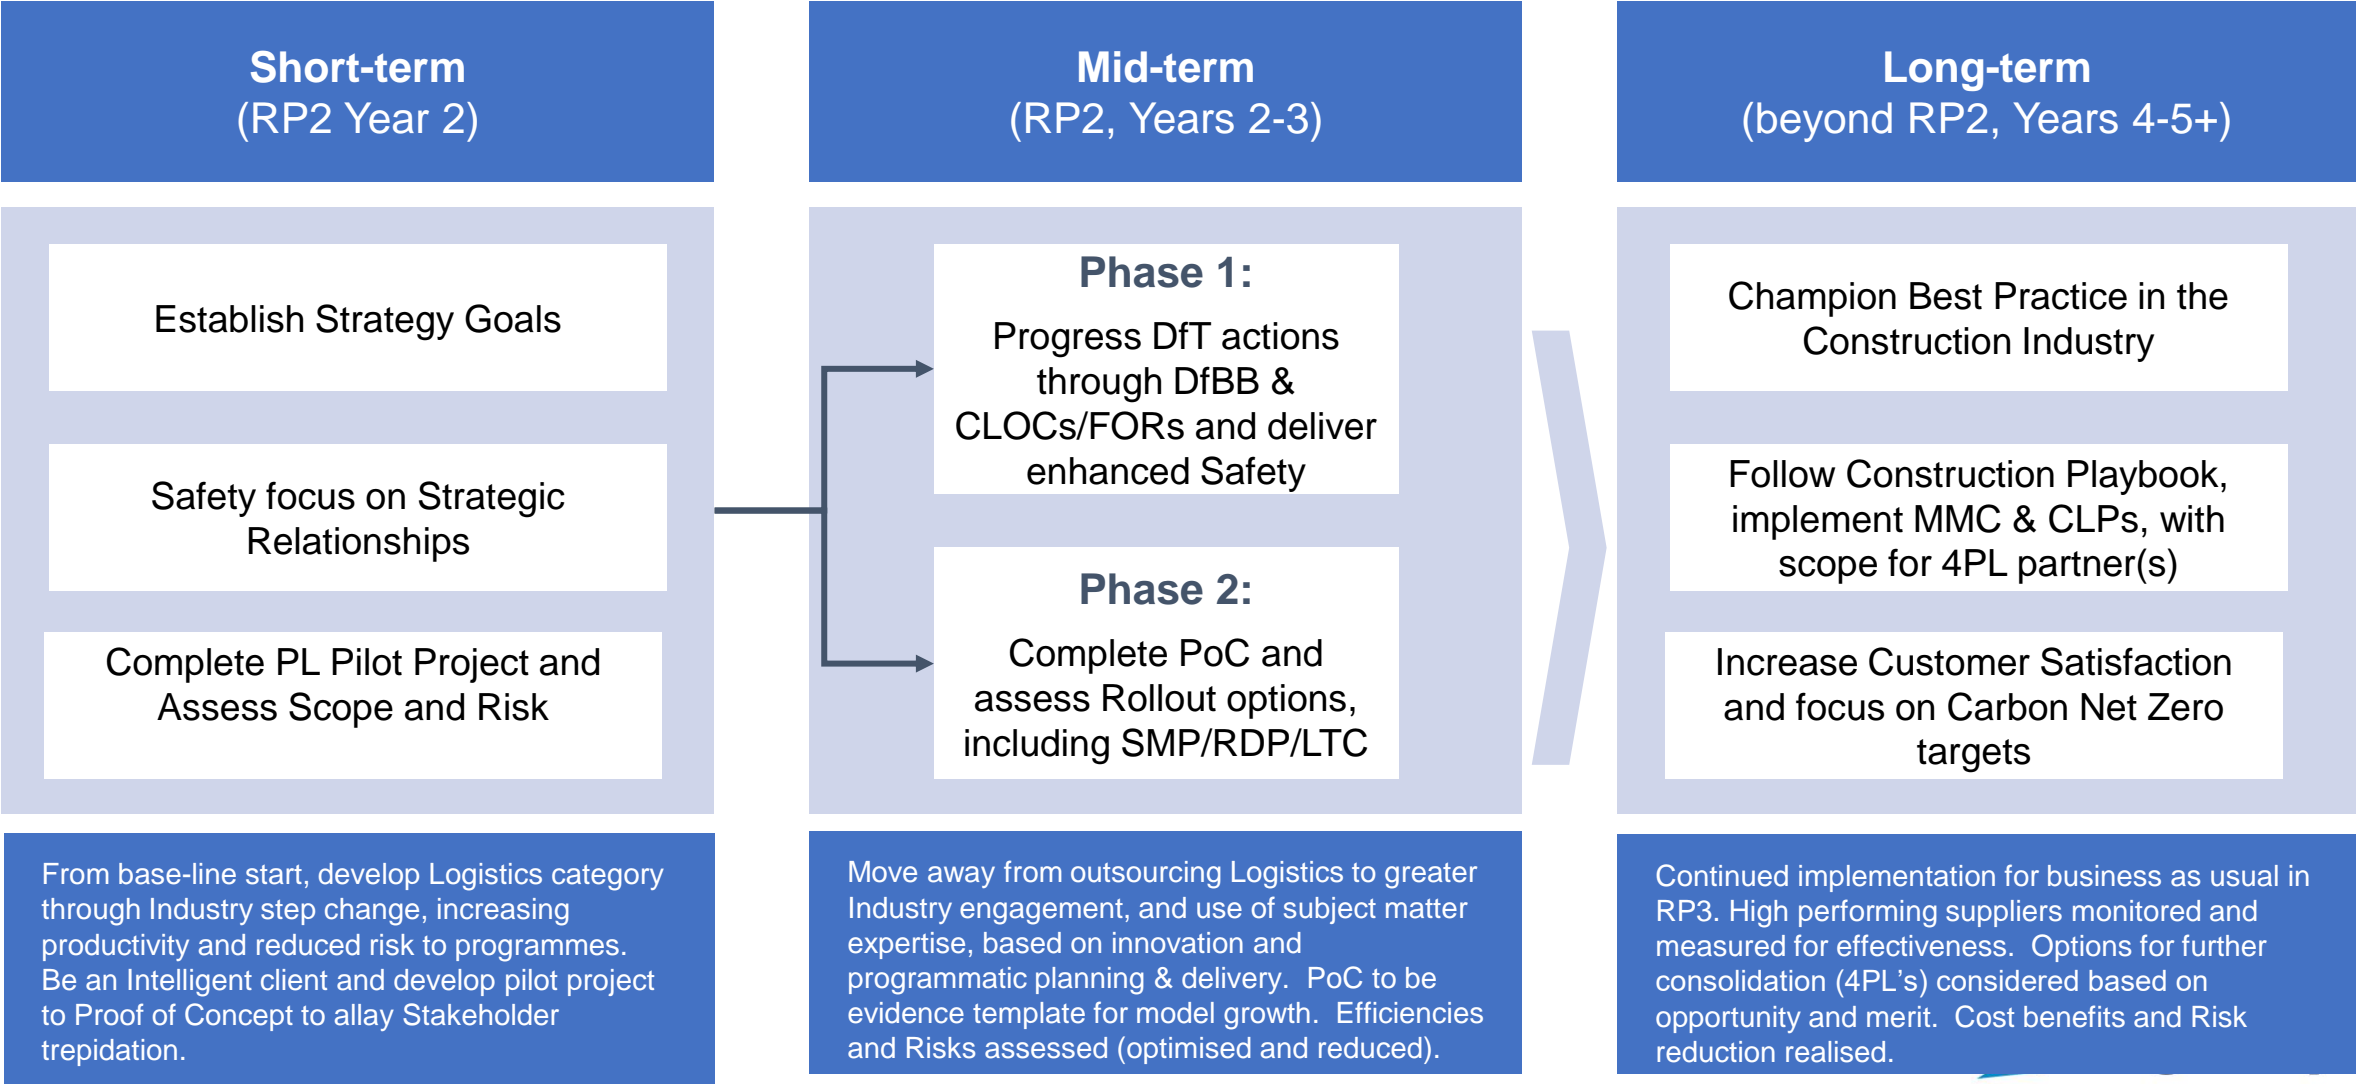 Short-term
(RP2 Year 2)
Establish Strategy Goals
Safety focus on Strategic
Relationships
Complete PL Pilot Project and
Assess Scope and Risk
From base-line start, develop Logistics category
through Industry step change, increasing
productivity and reduced risk to programmes.
Be an Intelligent client and develop pilot project
to Proof of Concept to allay Stakeholder
trepidation.
Mid-term
(RP2, Years 2-3)
Phase 1:
Progress DfT actions
through DfBB &
CLOCs/FORs and deliver
enhanced Safety
Phase 2:
Complete PoC and
assess Rollout options,
including SMP/RDP/LTC
Move away from outsourcing Logistics to greater
Industry engagement, and use of subject matter
expertise, based on innovation and
programmatic planning & delivery.  PoC to be
evidence template for model growth.  Efficiencies
and Risks assessed (optimised and reduced).
Long-term
(beyond RP2, Years 4-5+)
Champion Best Practice in the
Construction Industry
Follow Construction Playbook,
implement MMC & CLPs, with
scope for 4PL partner(s)
Increase Customer Satisfaction
and focus on Carbon Net Zero
targets
Continued implementation for business as usual in
RP3. High performing suppliers monitored and
measured for effectiveness.  Options for further
consolidation (4PL’s) considered based on
opportunity and merit.  Cost benefits and Risk
reduction realised.